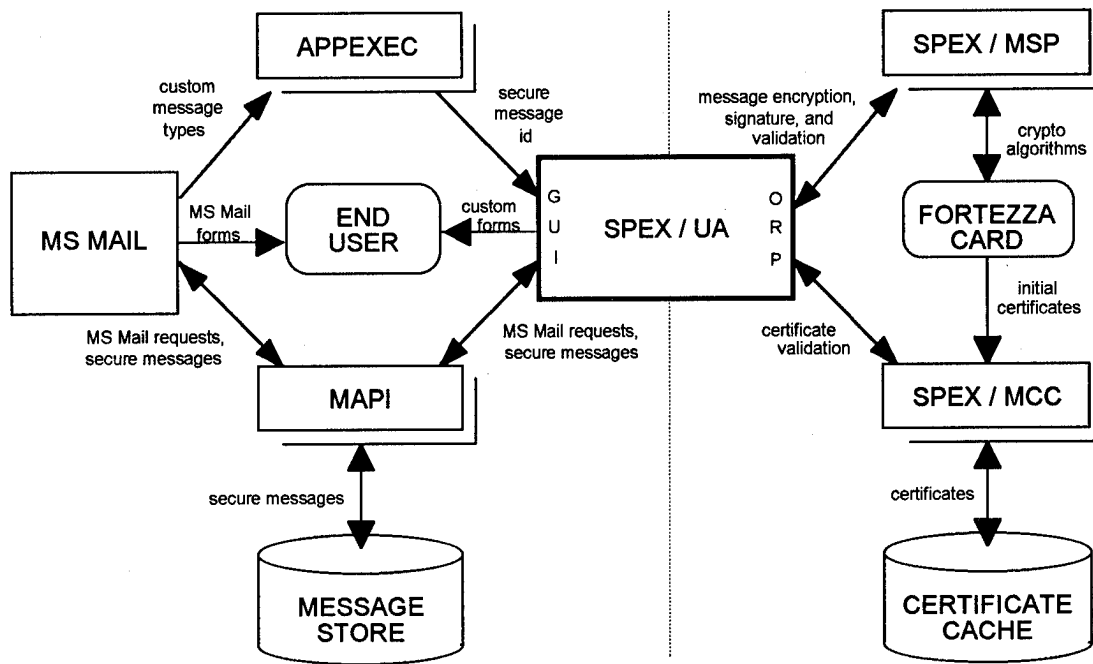 APPEXEC
SPEX / MSP
custom
message
types
secure
message
id
message encryption,
signature, and
validation
crypto
algorithms
MS MAIL
MS Mail
forms
END
USER
custom
forms
G
U
I
SPEX / UA
O
R
P
FORTEZZA
CARD
MS Mail requests,
secure messages
MS Mail requests,
secure messages
certificate
validation
initial
certificates
MAPI
SPEX / MCC
secure messages
certificates
MESSAGE
STORE
CERTIFICATE
CACHE